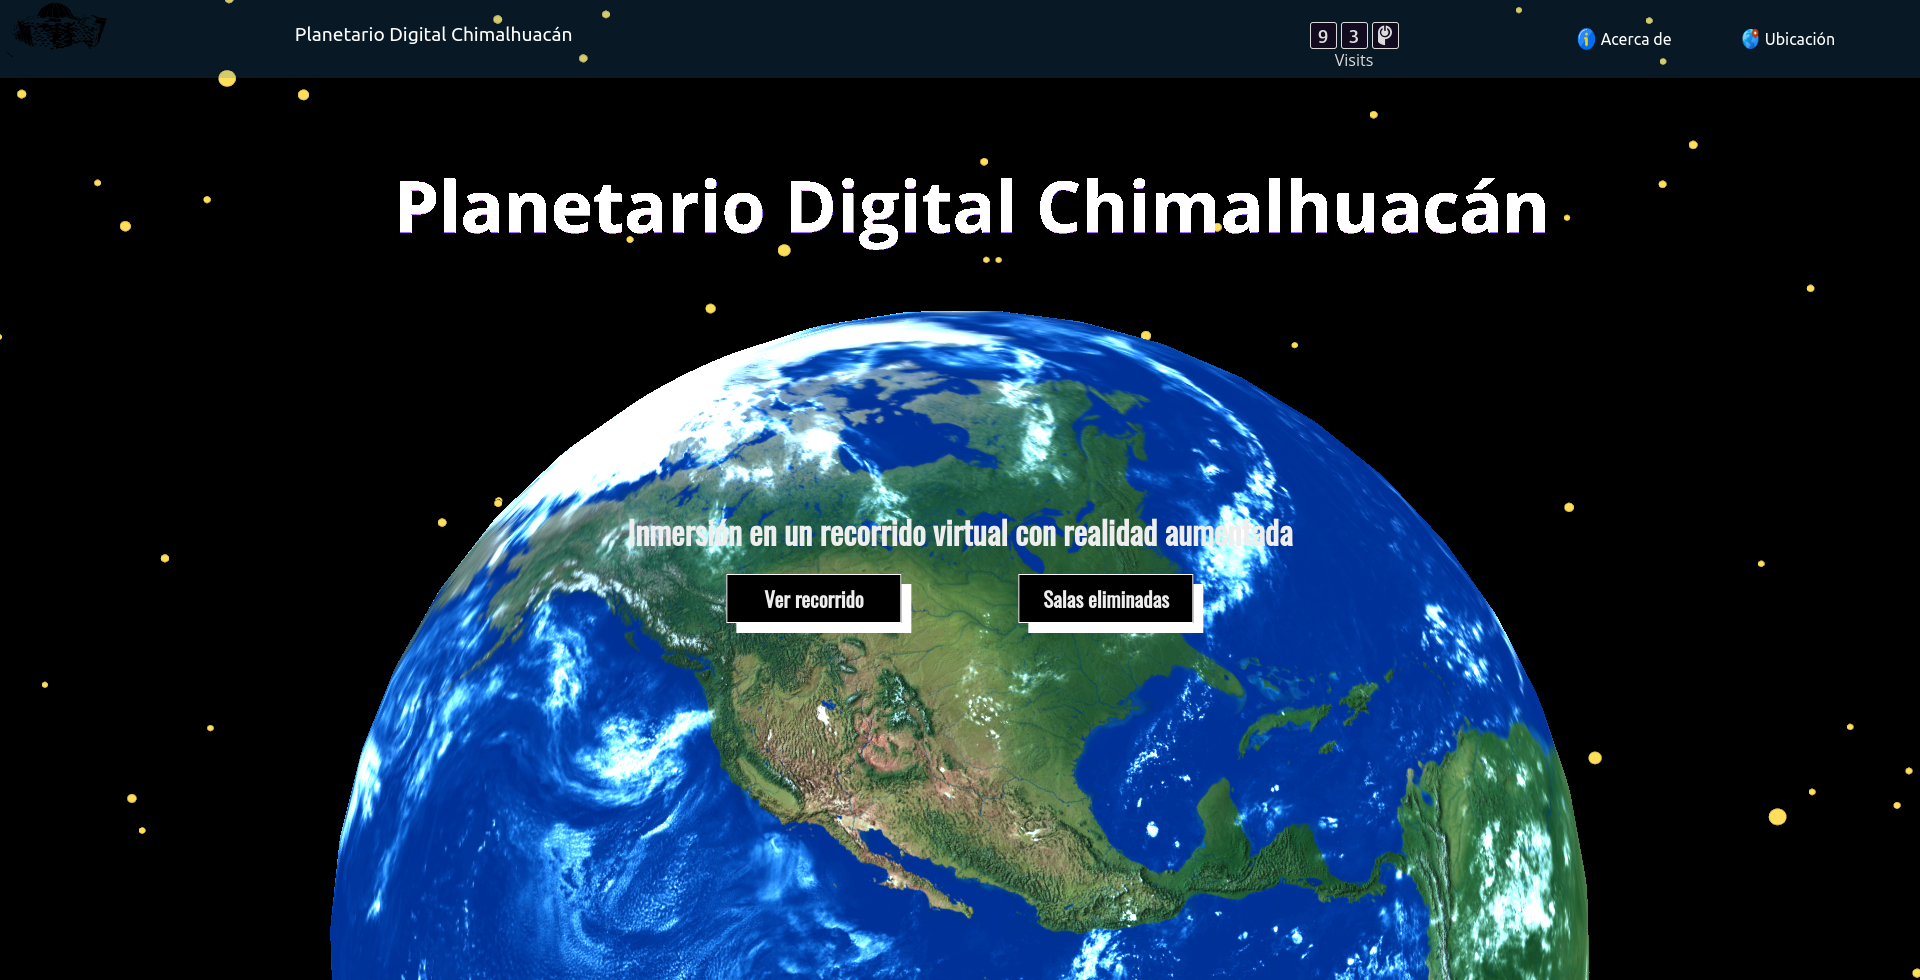 Planetario Digital Chimalhuacán
9 3
Visits
Acerca de
Ubicación
Planetario Digital Chimalhuacán
Inmersión en un recorrido virtual con realidad aumentada
Ver recorrido
Salas eliminadas